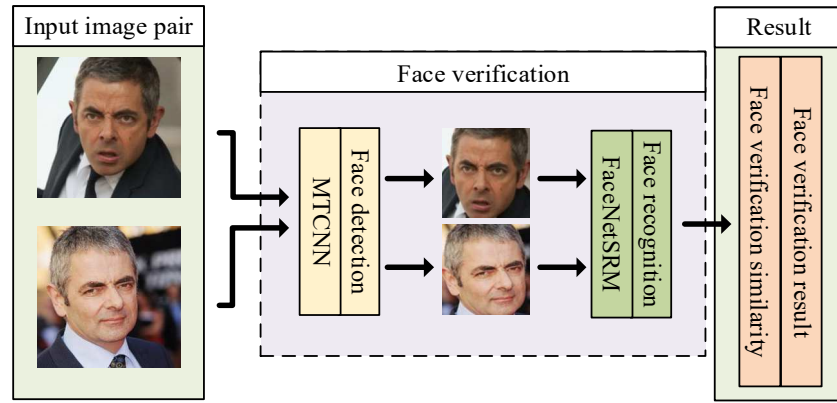 Input image pair
Face verification
MTCNN
Face detection
FaceNetSRM
Face recognition
Result
Face verification similarity
Face verification result